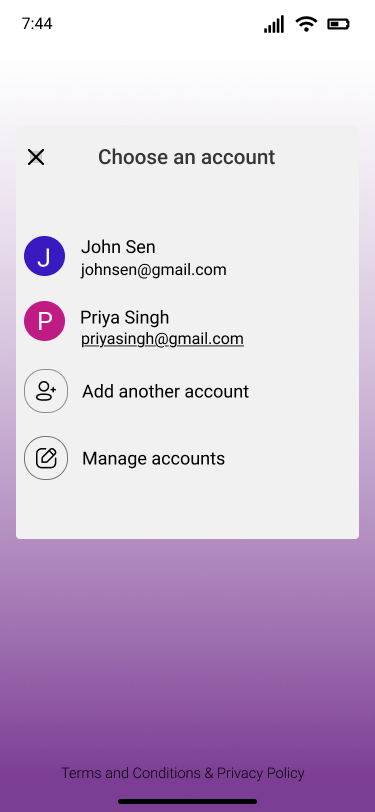 7:44
Choose an account
J
John Sen
johnsen@gmail.com
P
Priya Singh
priyasingh@gmail.com
Add another account
Manage accounts
Terms and Conditions & Privacy Policy